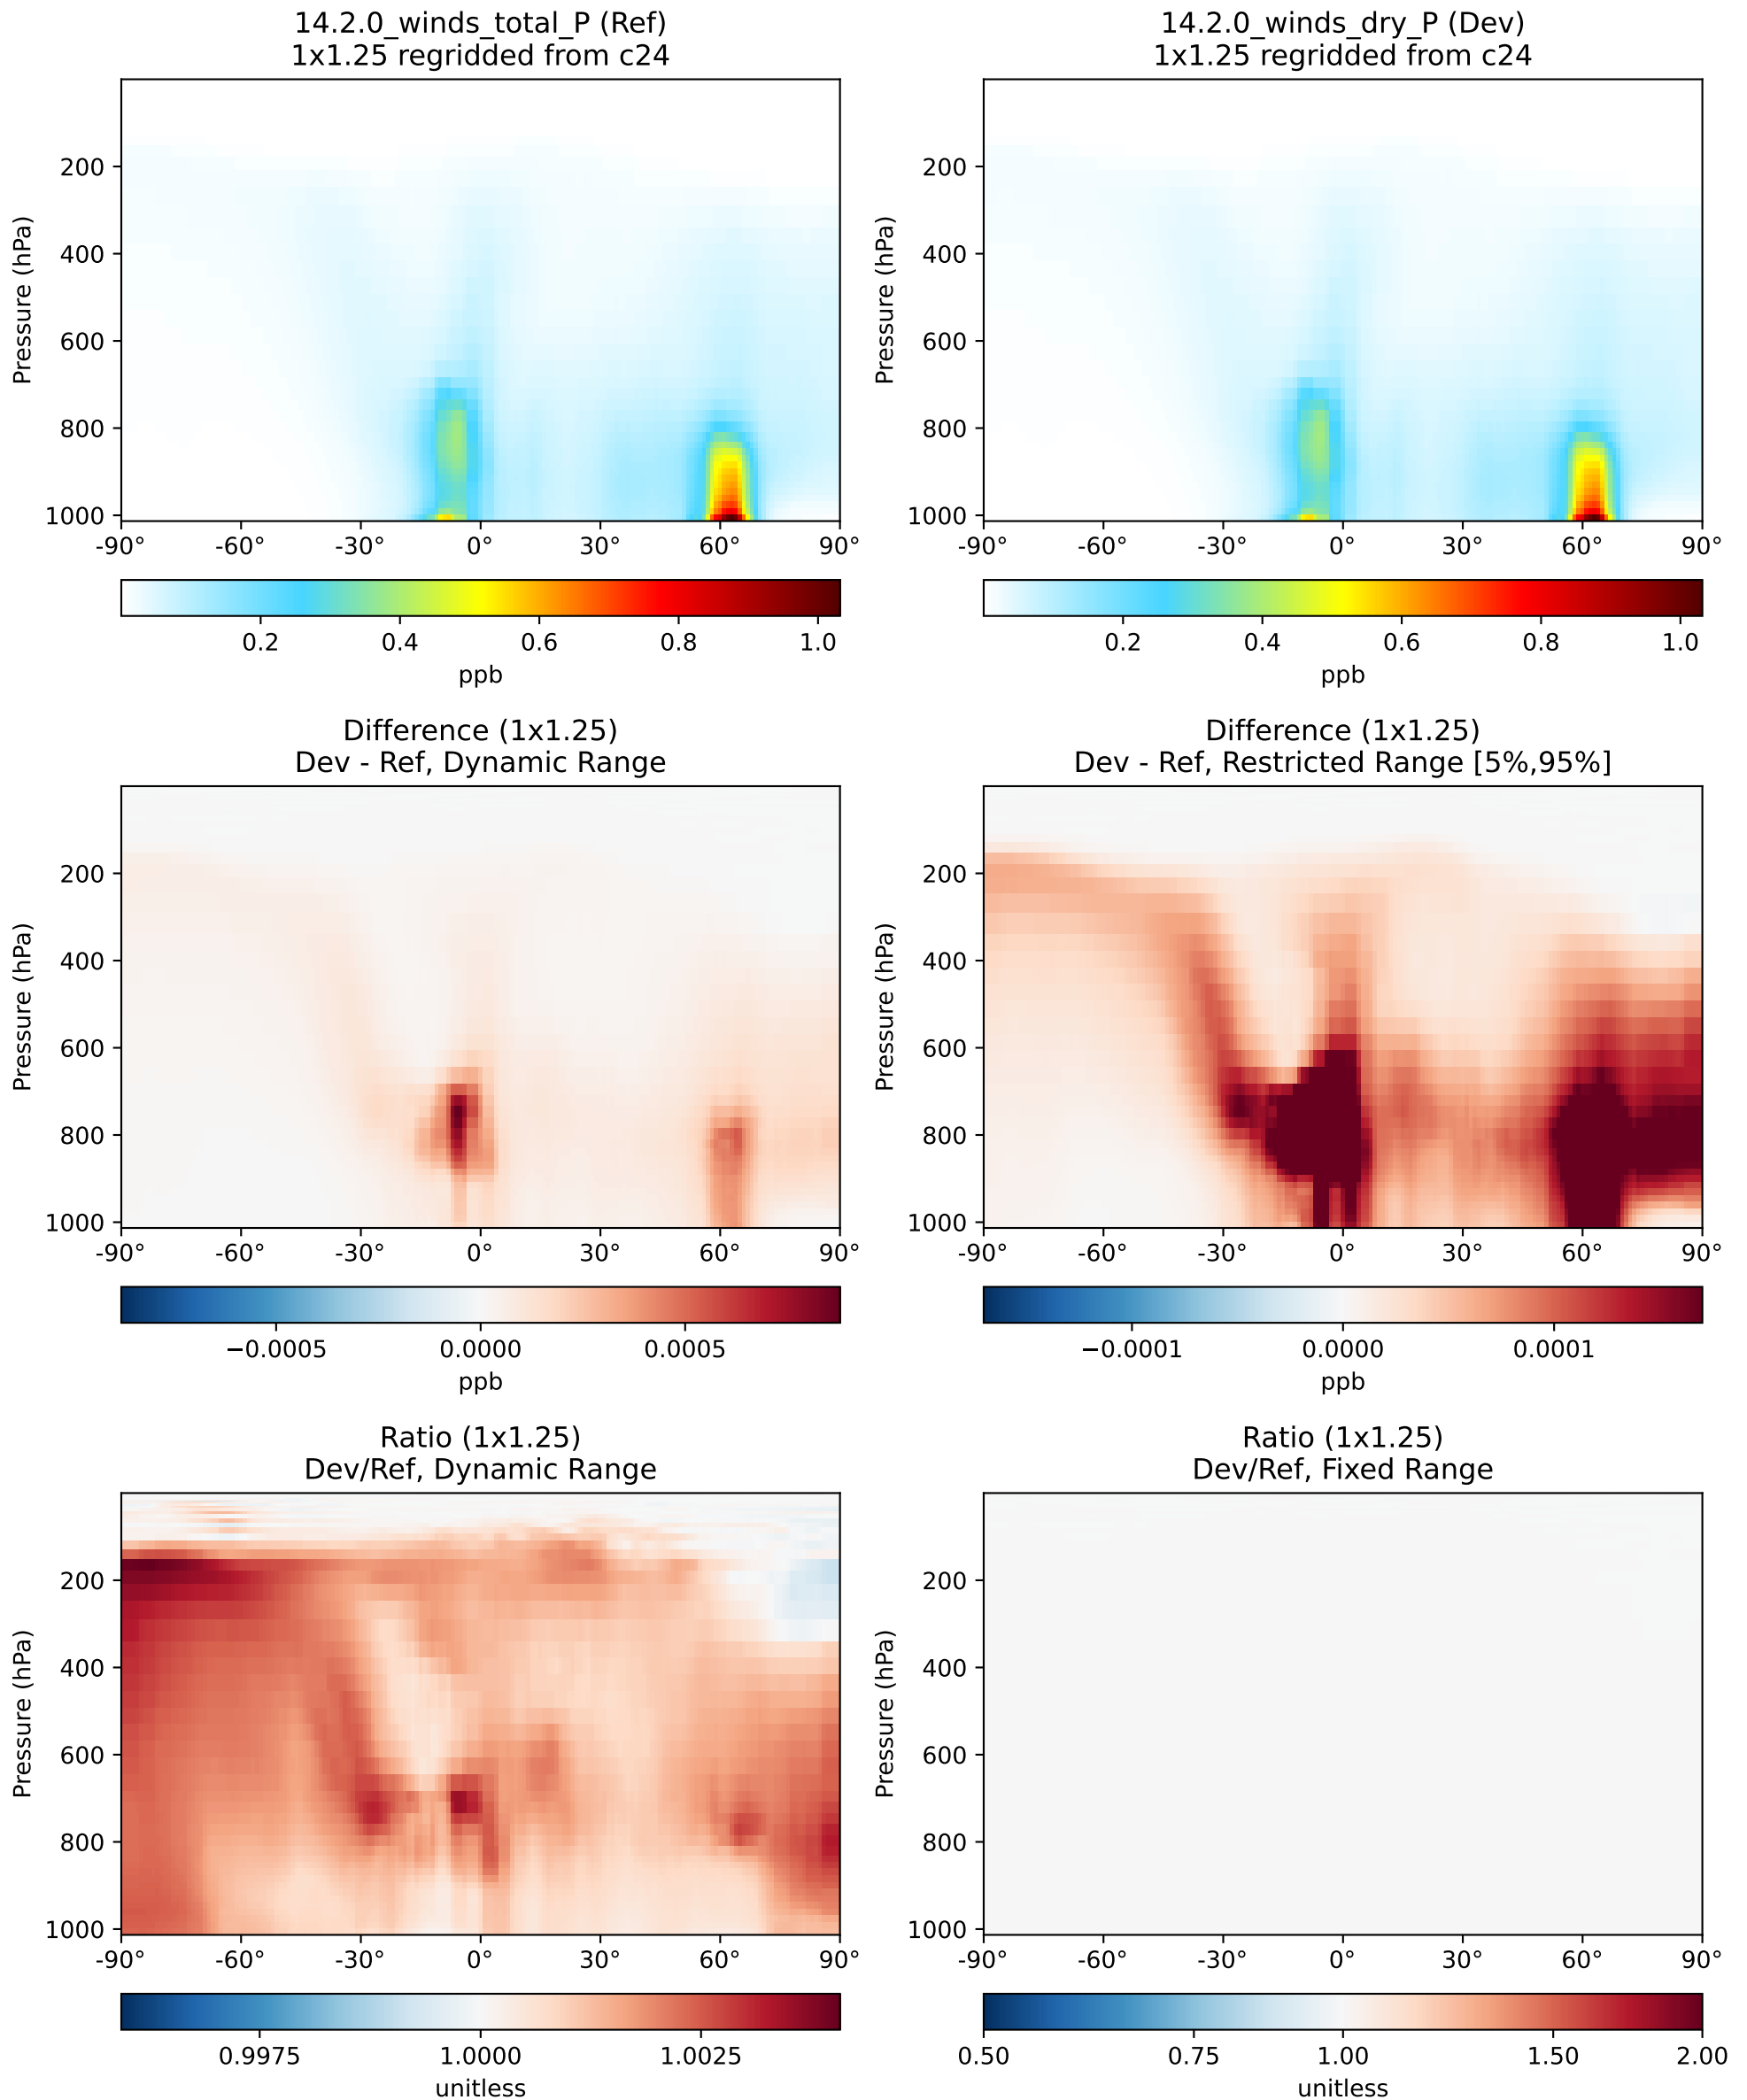 14.2.0_winds_total_P (Ref)
1x1.25 regridded from c24
Pressure (hPa)
200
400
600
800
1000
-90° -60° -30° 0° 30° 60° 90°
0.2 0.4 0.6 0.8 1.0
ppb
14.2.0_winds_dry_P (Dev)
1x1.25 regridded from c24
Pressure (hPa)
200
400
600
800
1000
-90° -60° -30° 0° 30° 60° 90°
0.2 0.4 0.6 0.8 1.0
ppb
Difference (1x1.25)
Dev - Ref, Dynamic Range
Pressure (hPa)
200
400
600
800
1000
-90° -60° -30° 0° 30° 60° 90°
−0.0005 0.0000 0.0005
ppb
Difference (1x1.25)
Dev - Ref, Restricted Range [5%,95%]
Pressure (hPa)
200
400
600
800
1000
-90° -60° -30° 0° 30° 60° 90°
−0.0001 0.0000 0.0001
ppb
Ratio (1x1.25)
Dev/Ref, Dynamic Range
Pressure (hPa)
200
400
600
800
1000
-90° -60° -30° 0° 30° 60° 90°
0.9975 1.0000 1.0025
unitless
Ratio (1x1.25)
Dev/Ref, Fixed Range
Pressure (hPa)
200
400
600
800
1000
-90° -60° -30° 0° 30° 60° 90°
0.50 0.75 1.00 1.50 2.00
unitless